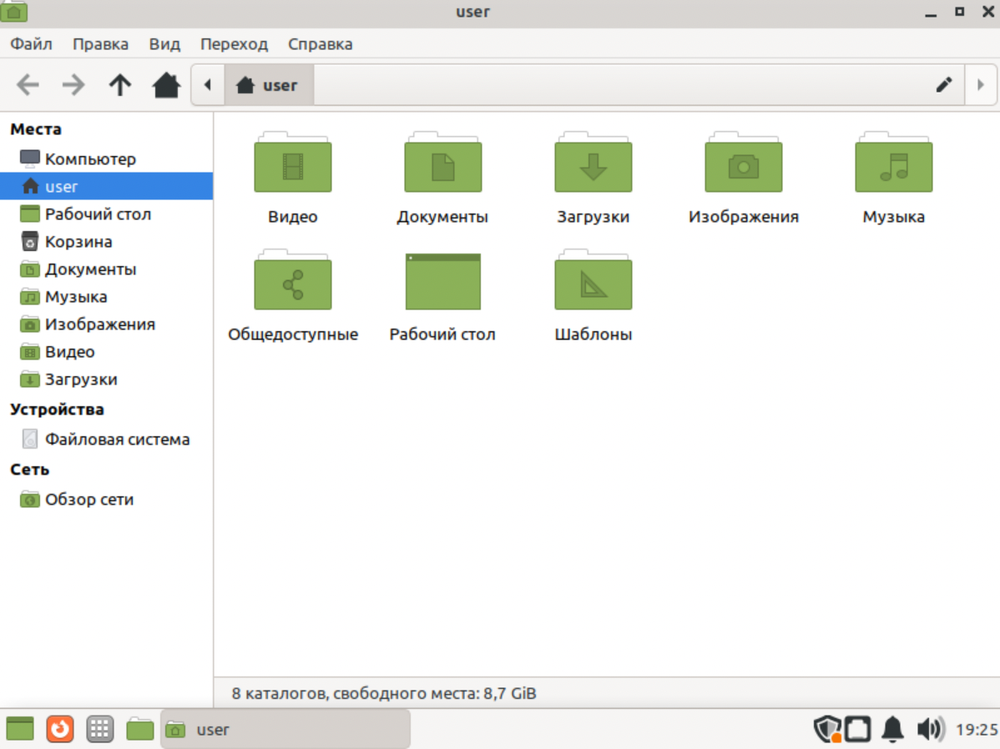 user
Файл Правка Вид Переход Справка
user
Места
Компьютер
user
Рабочий стол
Корзина
Документы
Музыка
Изображения
Видео
Загрузки
Устройства
Файловая система
Сеть
Обзор сети
Видео Документы Загрузки Изображения Музыка
Общедоступные Рабочий стол Шаблоны
8 каталогов, свободного места: 8,7 GiB
user 19:25